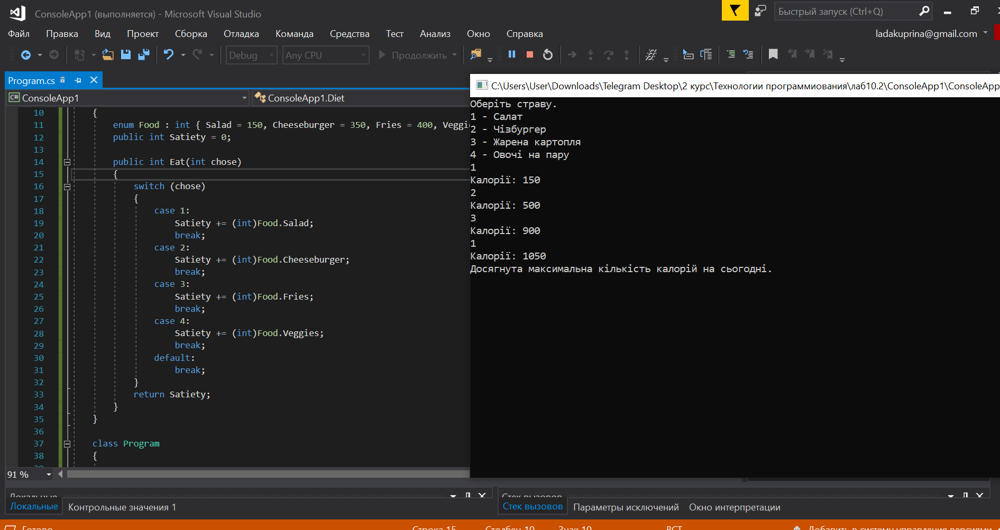 ConsoleApp1 (выполняется) - Microsoft Visual Studio
Быстрый запуск (Ctrl+Q)
Файл Правка Вид Проект Сборка Отладка Команда Средства Тест Анализ Окно Справка
ladakuprina@gmail.com
Debug Any CPU Продолжить
Program.cs
ConsoleApp1 ConsoleApp1.Diet
10 {
11 enum Food : int { Salad = 150, Cheeseburger = 350, Fries = 400, Veggi
12 public int Satiety = 0;
13
14 public int Eat(int chose)
15 {
16 switch (chose)
17 {
18 case 1:
19 Satiety += (int)Food.Salad;
20 break;
21 case 2:
22 Satiety += (int)Food.Cheeseburger;
23 break;
24 case 3:
25 Satiety += (int)Food.Fries;
26 break;
27 case 4:
28 Satiety += (int)Food.Veggies;
29 break;
30 default:
31 break;
32 }
33 return Satiety;
34 }
35 }
36
37 class Program
38 {
91 %
C:\Users\User\Downloads\Telegram Desktop\2 курс\Технологии программиования\лаб10.2\ConsoleApp1\ConsoleApp
Оберіть страву.
1 - Салат
2 - Чізбургер
3 - Жарена картопля
4 - Овочі на пару
1
Калорії: 150
2
Калорії: 500
3
Калорії: 900
1
Калорії: 1050
Досягнута максимальна кількість калорій на сьогодні.
Локальные
Стек вызовов
Локальные Контрольные значения 1
Стек вызовов Параметры исключений Окно интерпретации
Готово Строка 15 Столбец 10 Знак 10 ВСТ Добавить в систему управления версиями